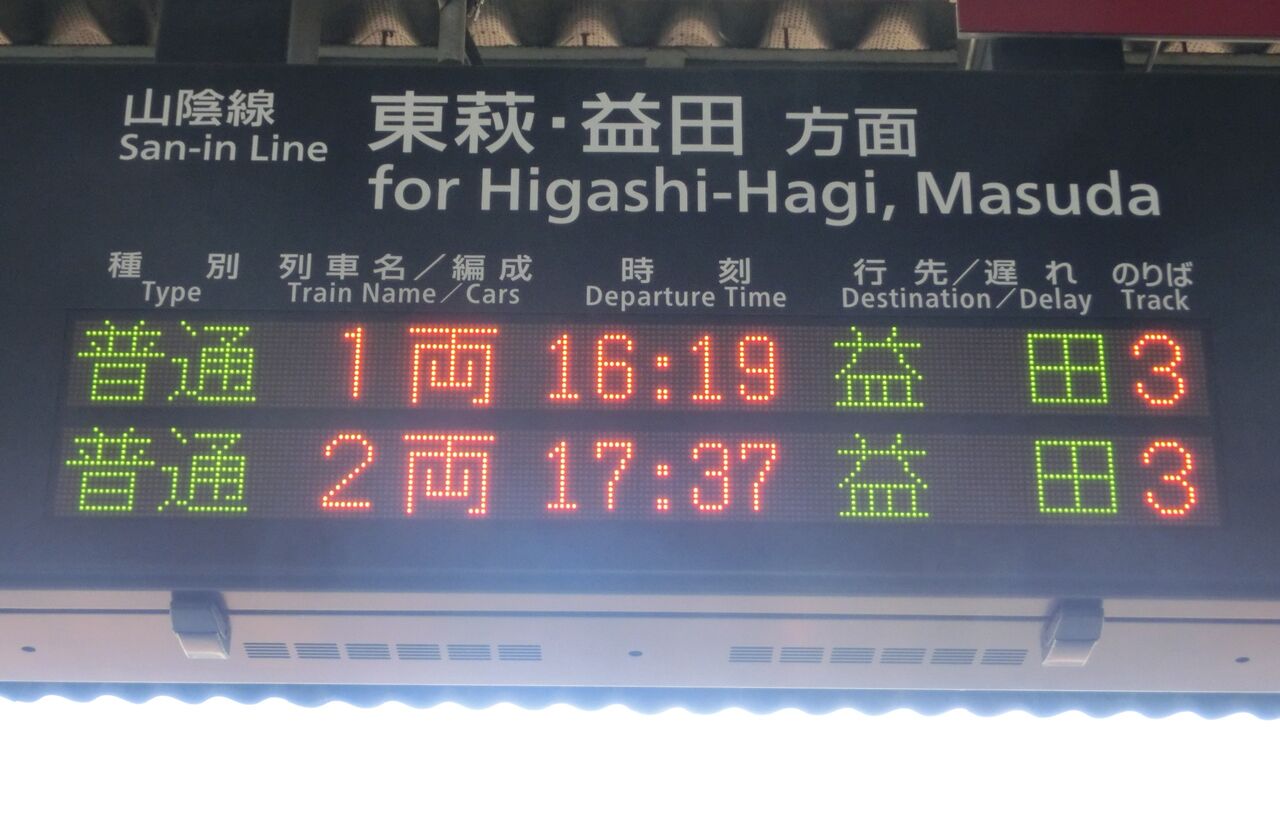 山陰線 東萩・益田 方面
San-in Line for Higashi-Hagi, Masuda
種別 列車名／編成 時刻 行先／遅れ のりば
Type Train Name／Cars Departure Time Destination／Delay Track
普通 1両 16:19 益田 3
普通 2両 17:37 益田 3